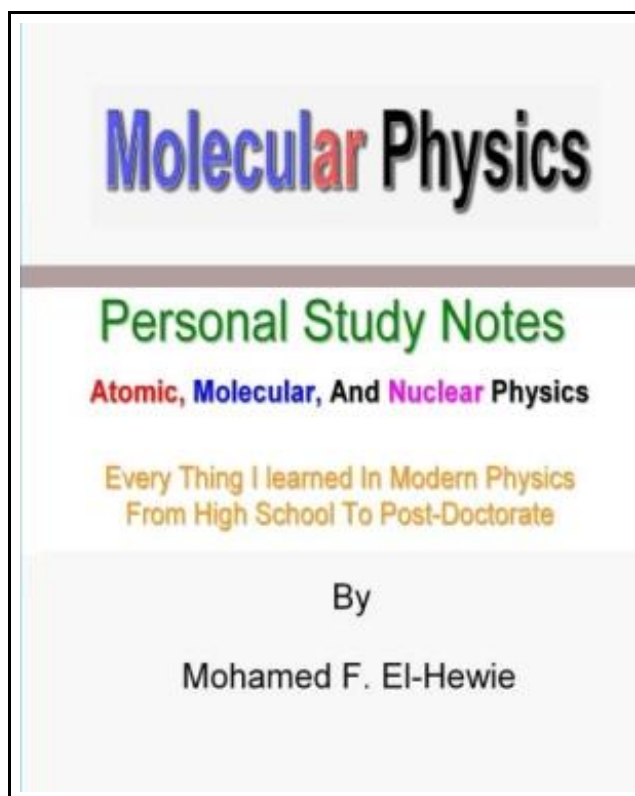 Molecular Physics
Personal Study Notes
Atomic, Molecular, And Nuclear Physics
Every Thing I learned In Modern Physics
From High School To Post-Doctorate
By
Mohamed F. El-Hewie